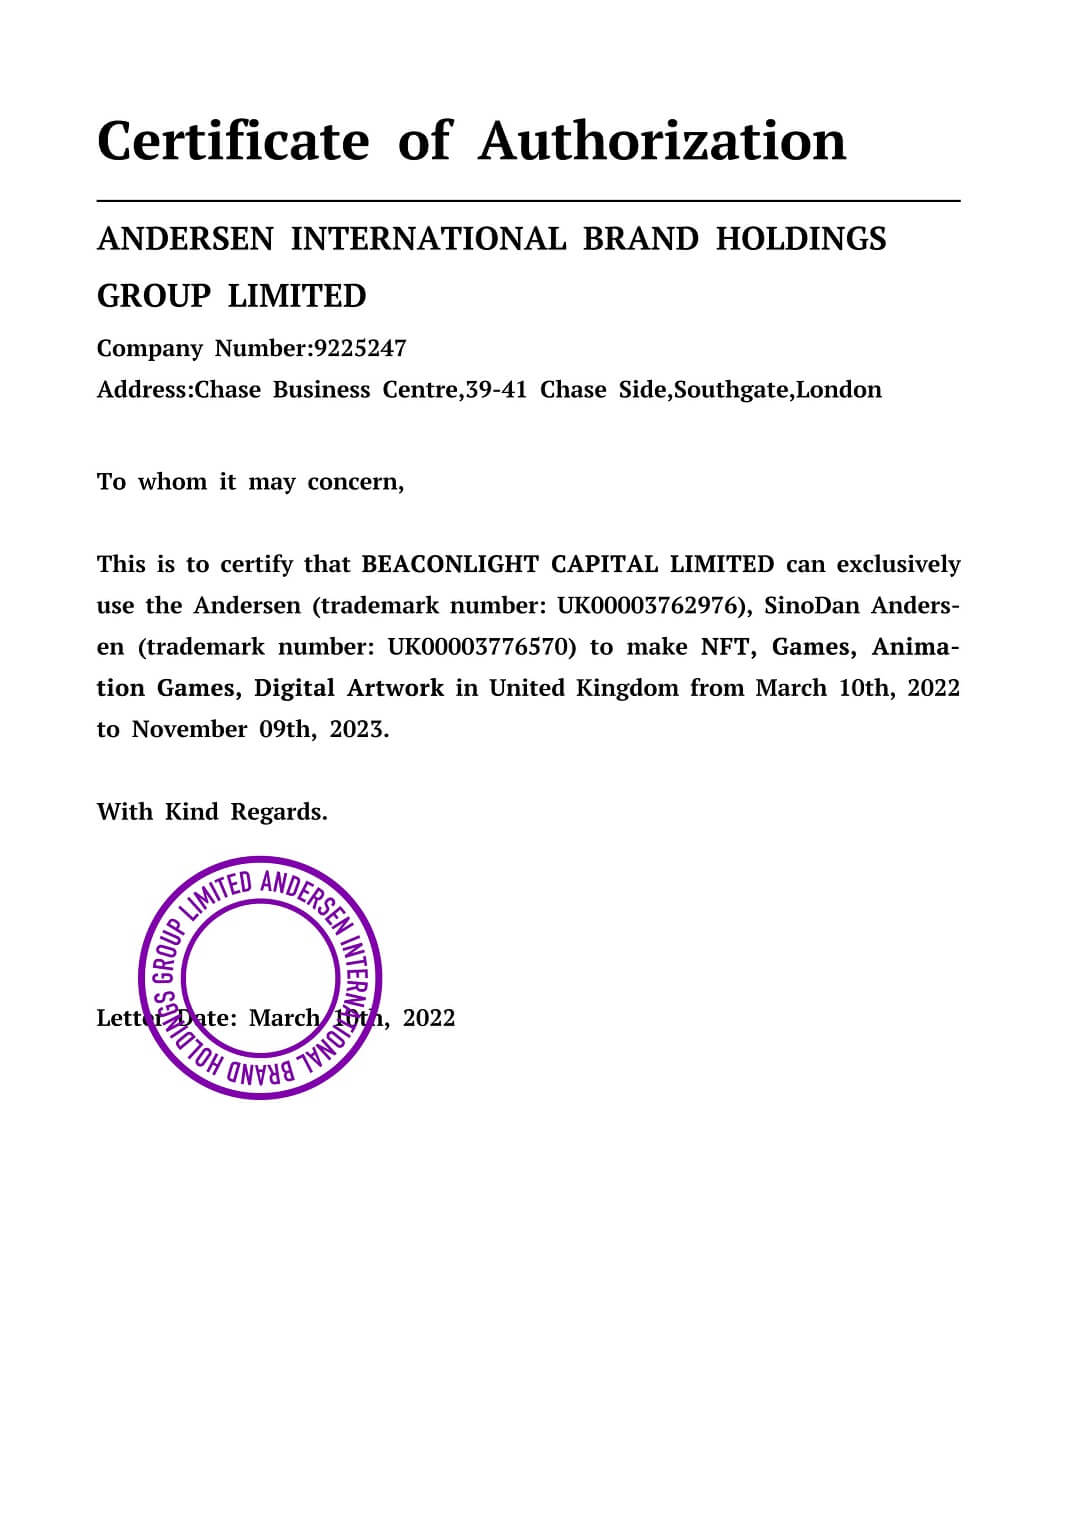 Certificate of Authorization
ANDERSEN INTERNATIONAL BRAND HOLDINGS
GROUP LIMITED
Company Number:9225247
Address:Chase Business Centre,39-41 Chase Side,Southgate,London
To whom it may concern,
This is to certify that BEACONLIGHT CAPITAL LIMITED can exclusively
use the Andersen (trademark number: UK00003762976), SinoDan Anders-
en (trademark number: UK00003776570) to make NFT, Games, Anima-
tion Games, Digital Artwork in United Kingdom from March 10th, 2022
to November 09th, 2023.
With Kind Regards.
ANDERSEN INTERNATIONAL BRAND HOLDINGS GROUP LIMITED
Letter Date: March 10th, 2022